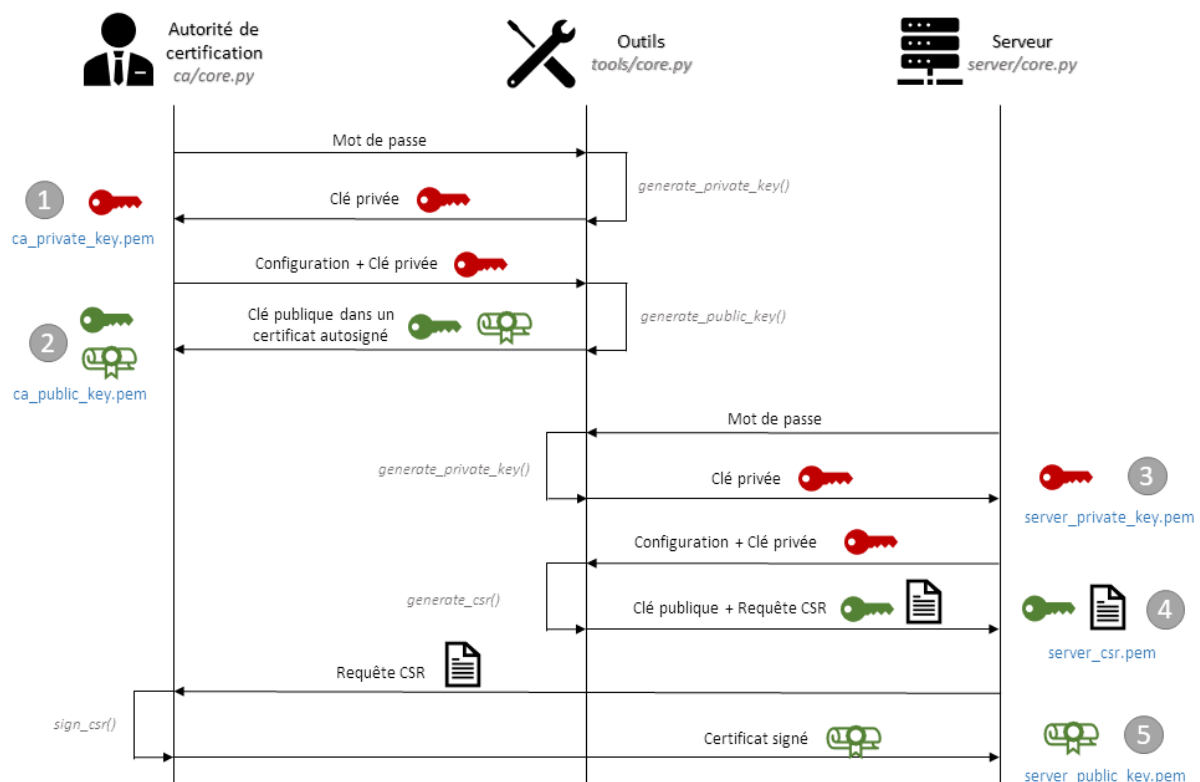 Autorité de
certification
ca/core.py
Outils
tools/core.py
Serveur
server/core.py
Mot de passe
generate_private_key()
1
Clé privée
ca_private_key.pem
Configuration + Clé privée
generate_public_key()
Clé publique dans un
certificat autosigné
2
ca_public_key.pem
Mot de passe
generate_private_key()
Clé privée
3
server_private_key.pem
Configuration + Clé privée
generate_csr()
Clé publique + Requête CSR
4
server_csr.pem
Requête CSR
sign_csr()
Certificat signé
5
server_public_key.pem